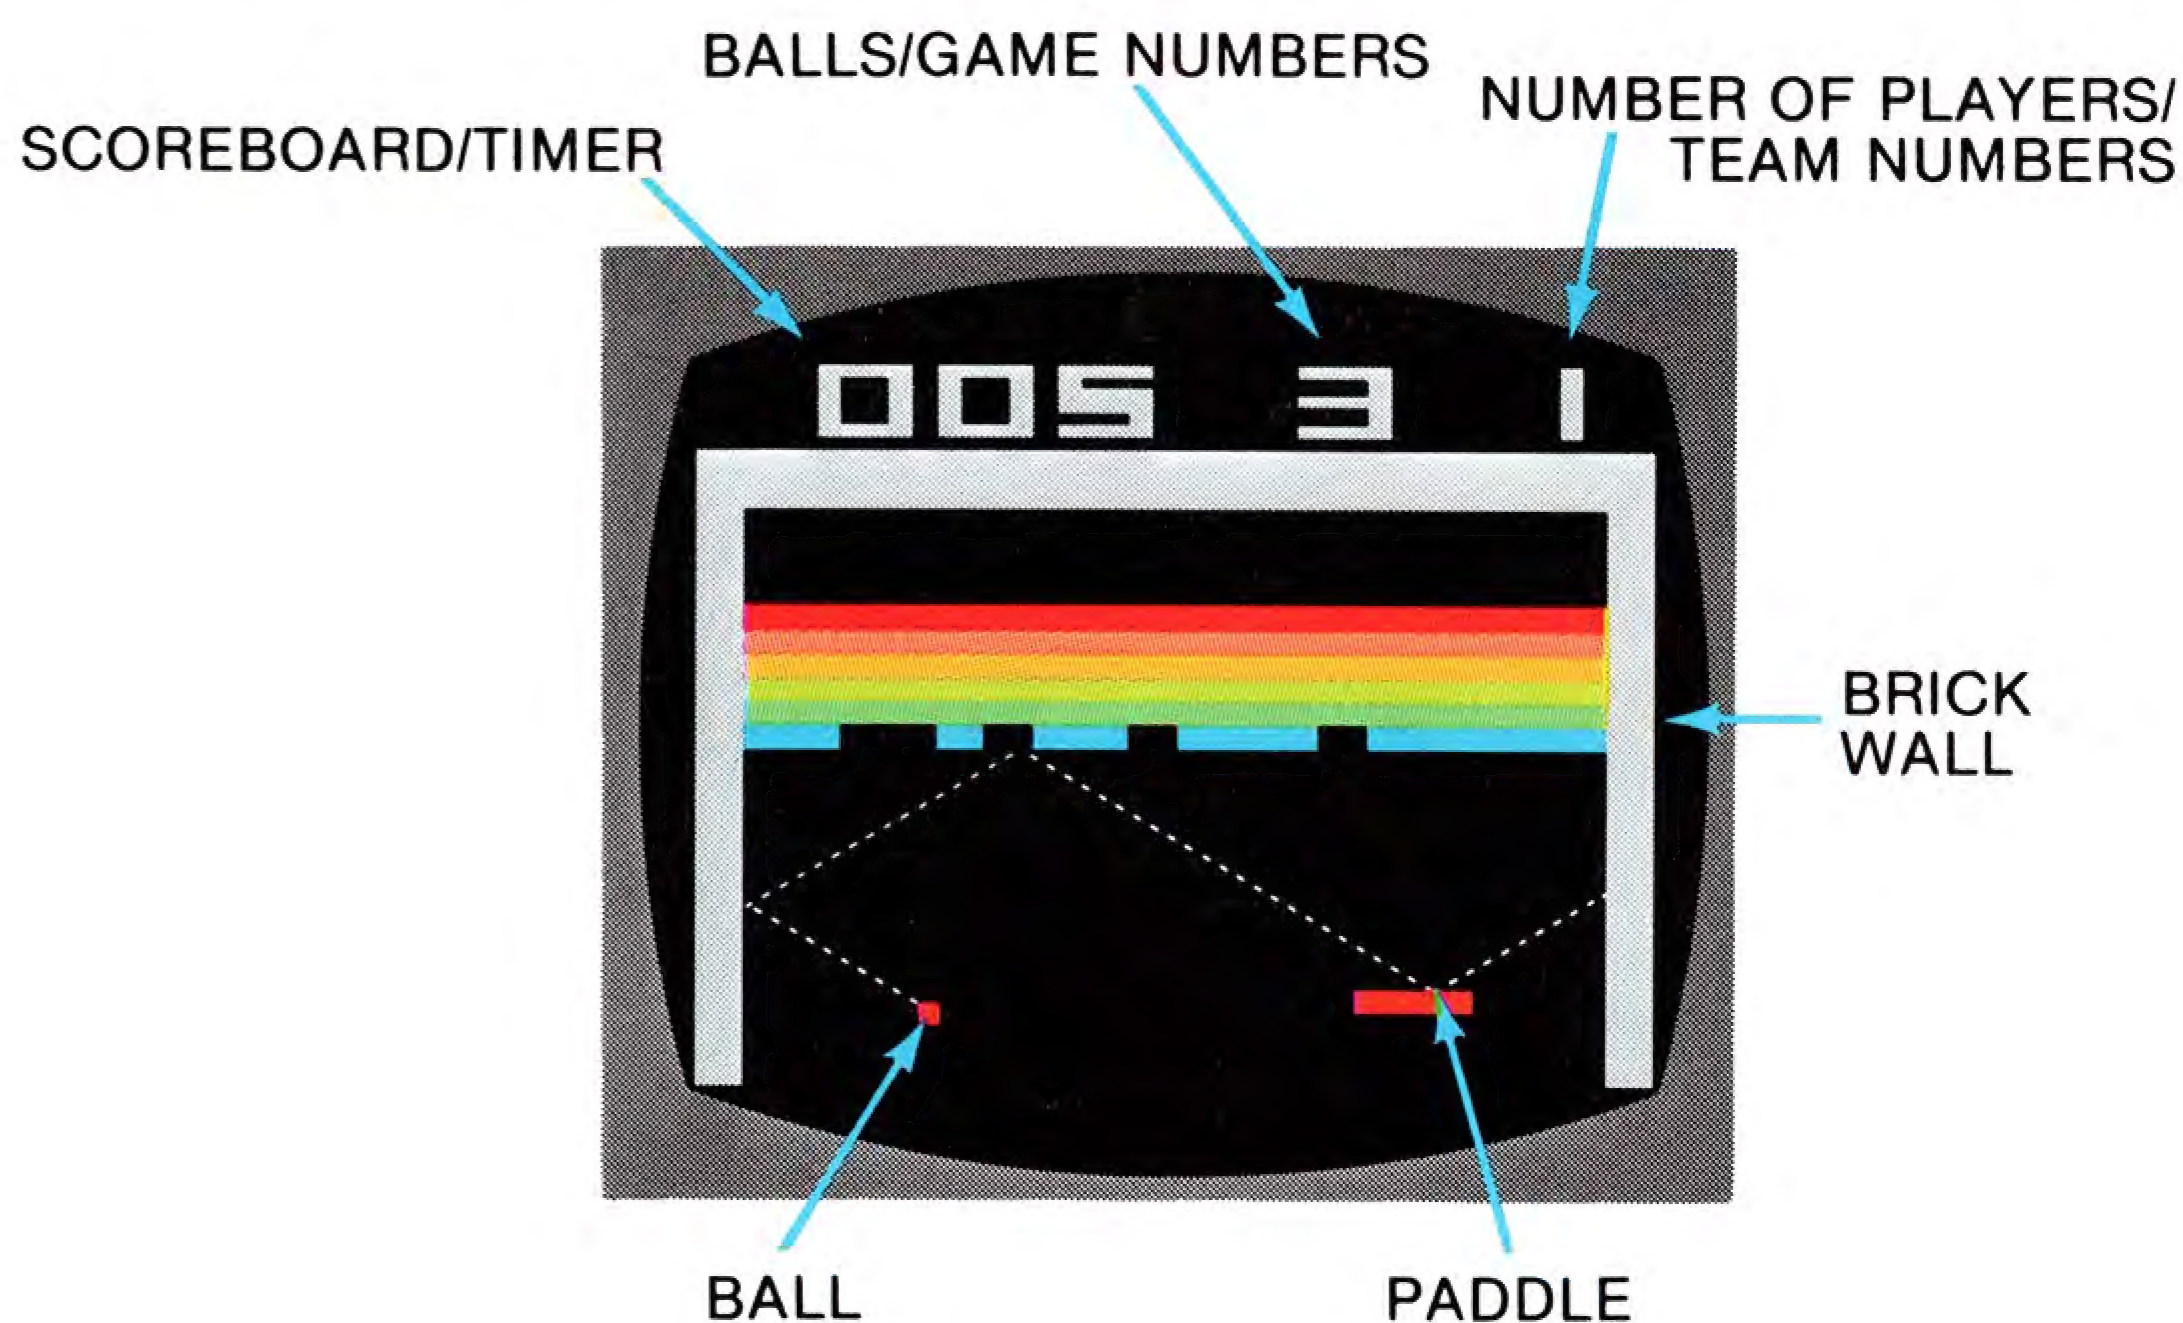 BALLS/GAME NUMBERS
NUMBER OF PLAYERS/
TEAM NUMBERS
SCOREBOARD/TIMER
005 3 1
BRICK
WALL
BALL
PADDLE